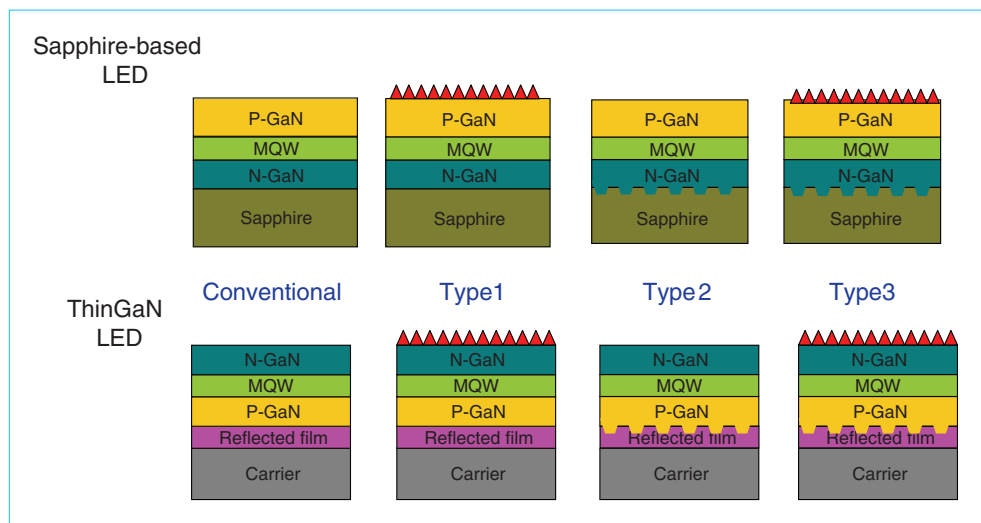 Sapphire-based
LED
P-GaN
MQW
N-GaN
Sapphire
P-GaN
MQW
N-GaN
Sapphire
P-GaN
MQW
N-GaN
Sapphire
P-GaN
MQW
N-GaN
Sapphire
Conventional
Type1
Type2
Type3
ThinGaN
LED
N-GaN
MQW
P-GaN
Reflected film
Carrier
N-GaN
MQW
P-GaN
Reflected film
Carrier
N-GaN
MQW
P-GaN
Reflected film
Carrier
N-GaN
MQW
P-GaN
Reflected film
Carrier